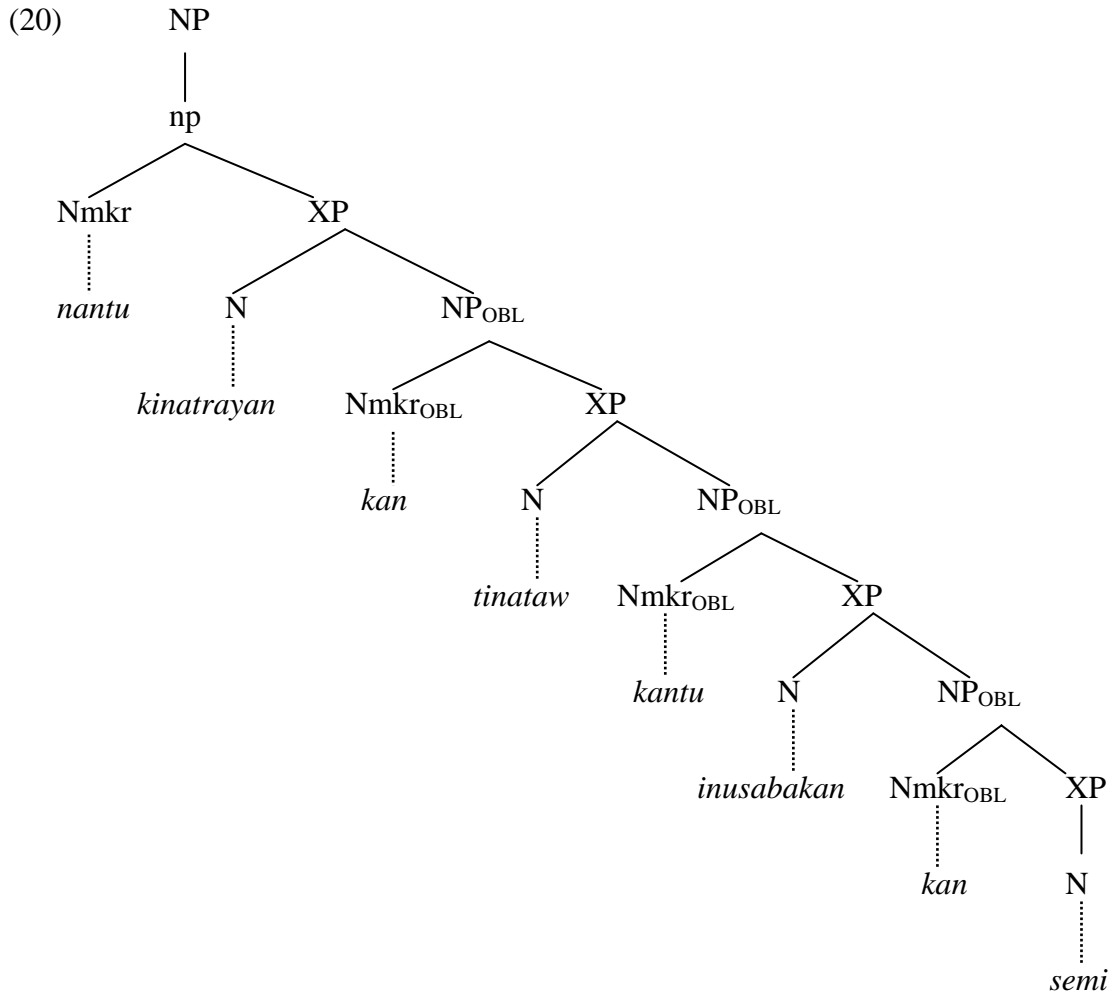 (20) NP
np
Nmkr XP
nantu N NP_OBL
kinatrayan Nmkr_OBL XP
kan N NP_OBL
tinataw Nmkr_OBL XP
kantu N NP_OBL
inusabakan Nmkr_OBL XP
kan N
semi